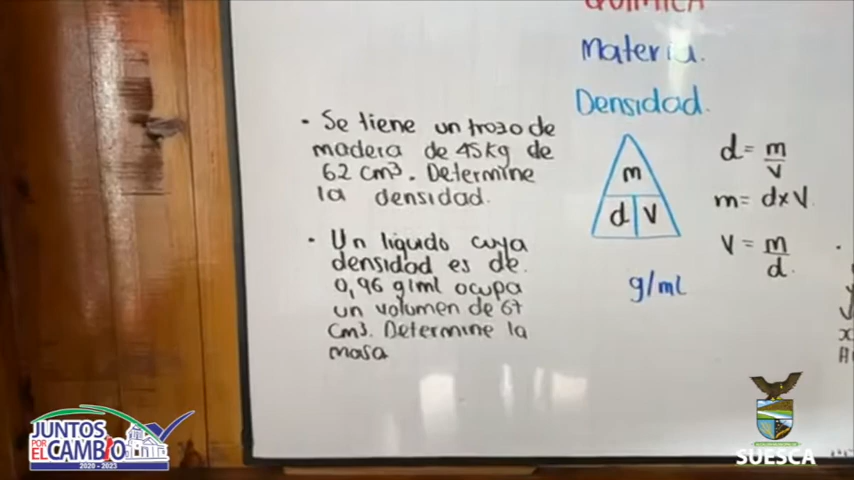 QUIMICA
Materia.
Densidad.
• Se tiene un trozo de
madera de 45kg de
62 cm³. Determine
la densidad.
• Un líquido cuya
densidad es de
0,96 g/ml ocupa
un volumen de 67
cm³. Determine la
masa
m
d V
g/ml
d = m
V
m = d x V.
V = m
d.
JUNTOS
POR
EL CAMBIO
2020 - 2023
SUESCA